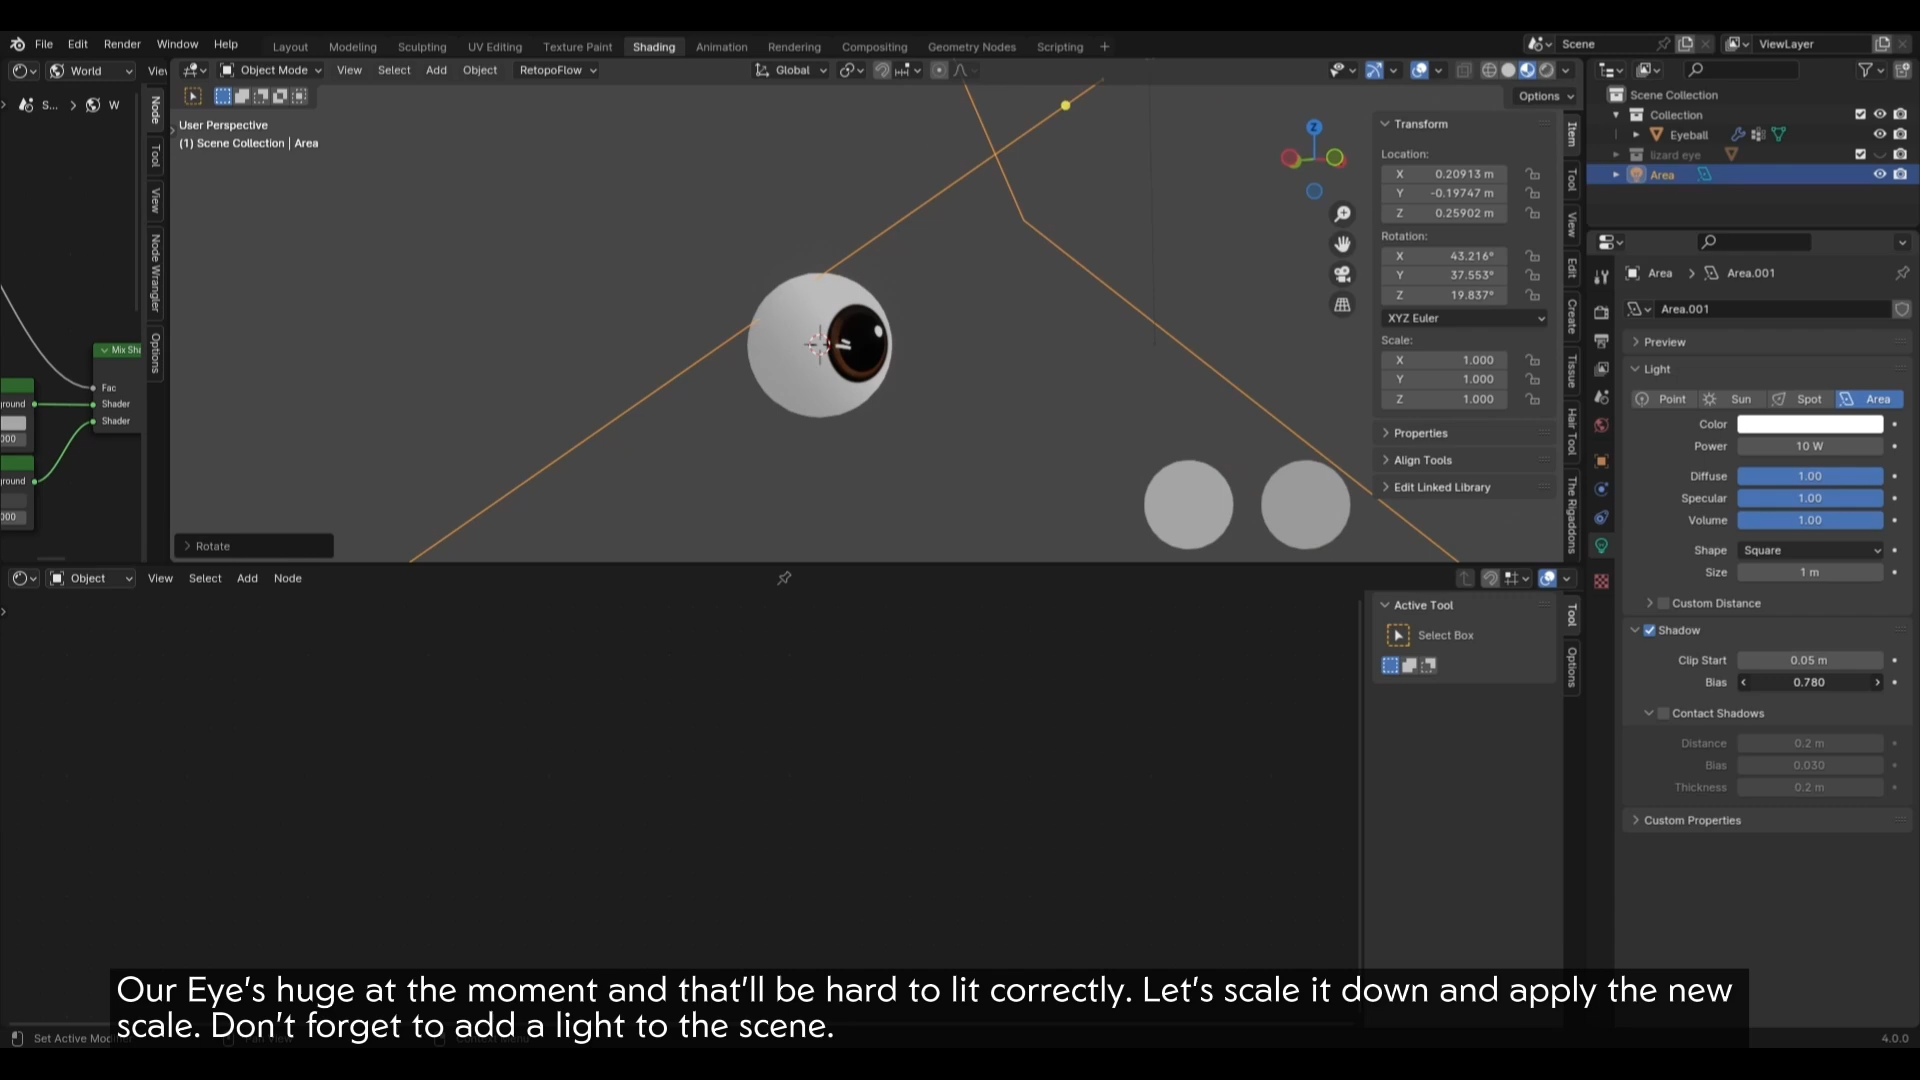 File Edit Render Window Help
Layout Modeling Sculpting UV Editing Texture Paint Shading Animation Rendering Compositing Geometry Nodes Scripting +
Scene
ViewLayer
World
Object Mode View Select Add Object RetopoFlow
Global
Options
S... > W
User Perspective
(1) Scene Collection | Area
Node
Tool
View
Node Wrangler
Options
Mix Sha
Fac
Shader
Shader
Rotate
Transform
Location:
X 0.20913 m
Y -0.19747 m
Z 0.25902 m
Rotation:
X 43.216°
Y 37.553°
Z 19.837°
XYZ Euler
Scale:
X 1.000
Y 1.000
Z 1.000
Properties
Align Tools
Edit Linked Library
Item
Tool
View
Edit
Create
Tissue
Hair Tool
The Rigaddons
Scene Collection
Collection
Eyeball
lizard eye
Area
Area > Area.001
Area.001
Preview
Light
Point Sun Spot Area
Color
Power 10 W
Diffuse 1.00
Specular 1.00
Volume 1.00
Shape Square
Size 1 m
Custom Distance
Shadow
Clip Start 0.05 m
Bias 0.780
Contact Shadows
Distance 0.2 m
Bias 0.030
Thickness 0.2 m
Custom Properties
Object View Select Add Node
Active Tool
Select Box
Tool
Options
Our Eye's huge at the moment and that'll be hard to lit correctly. Let's scale it down and apply the new
scale. Don't forget to add a light to the scene.
Set Active Modifier
4.0.0